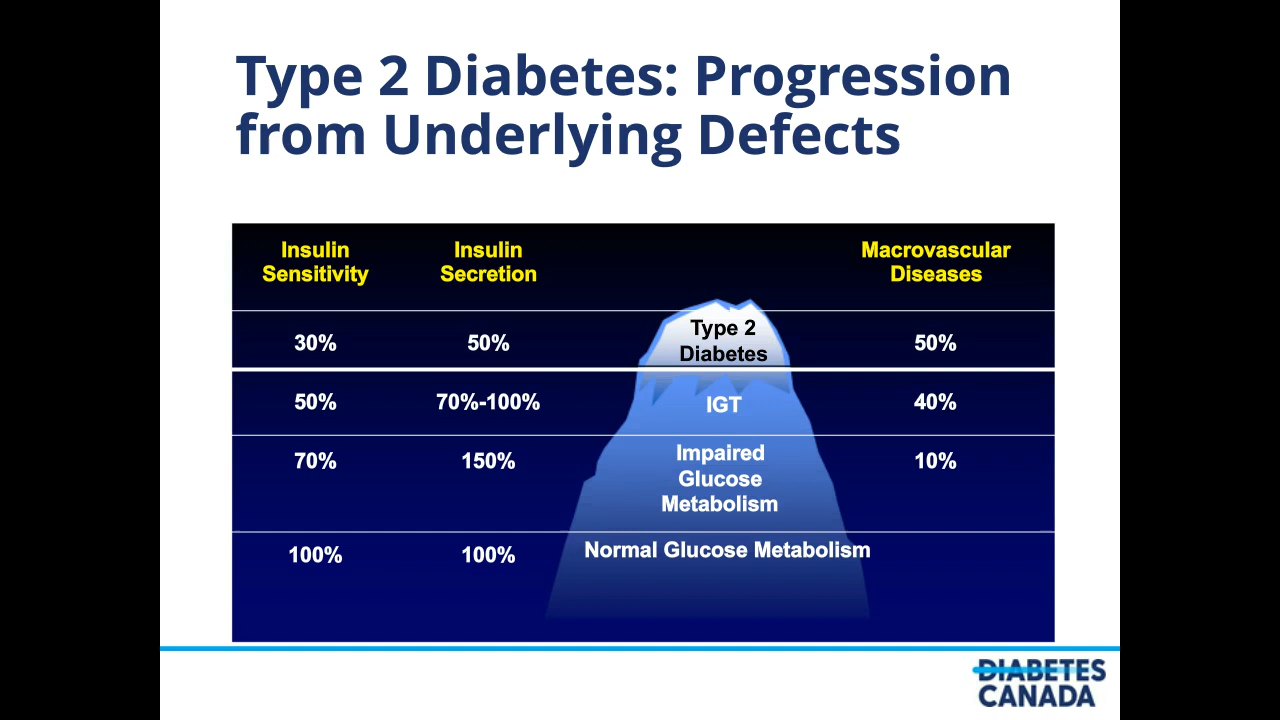 Type 2 Diabetes: Progression
from Underlying Defects
Insulin
Sensitivity
Insulin
Secretion
Macrovascular
Diseases
30%
50%
Type 2
Diabetes
50%
50%
70%-100%
IGT
40%
70%
150%
Impaired
Glucose
Metabolism
10%
100%
100%
Normal Glucose Metabolism
DIABETES
CANADA